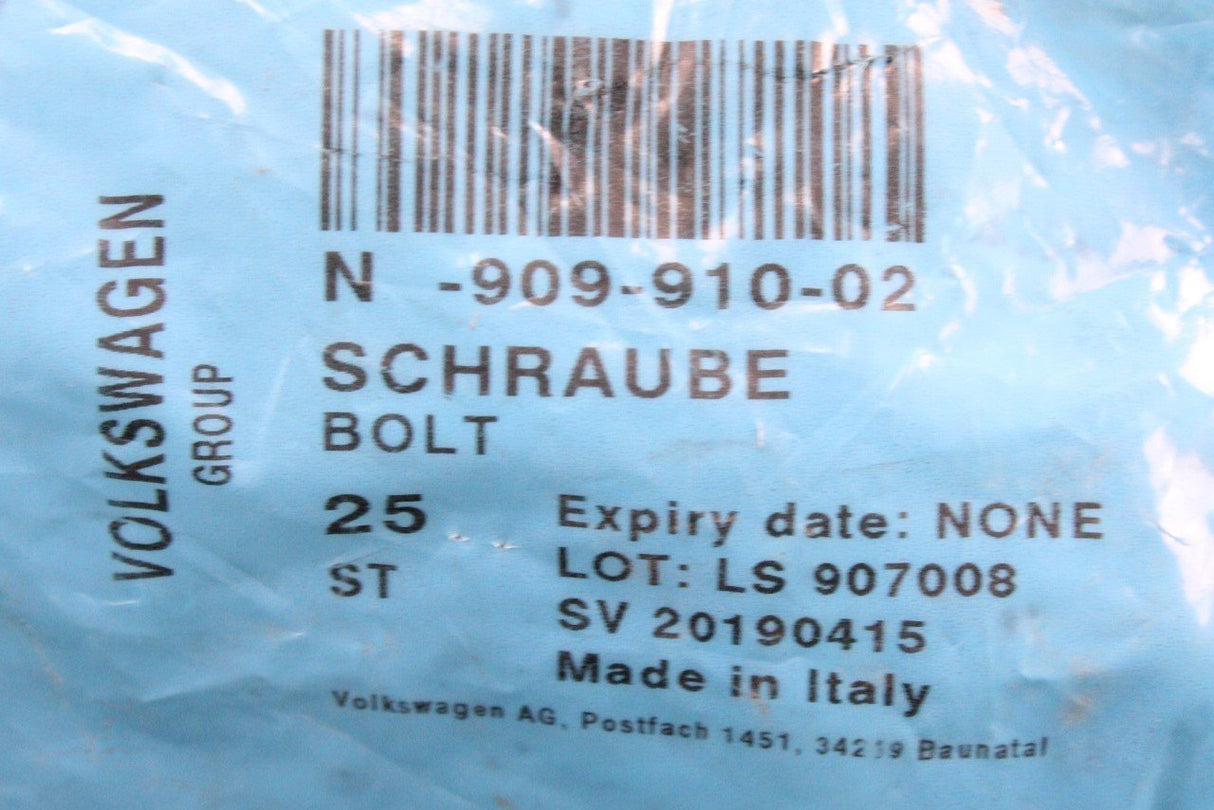 VOLKSWAGEN
GROUP
N -909-910-02
SCHRAUBE
BOLT
25
ST
Expiry date: NONE
LOT: LS 907008
SV 20190415
Made in Italy
Volkswagen AG, Postfach 1451, Baunatal